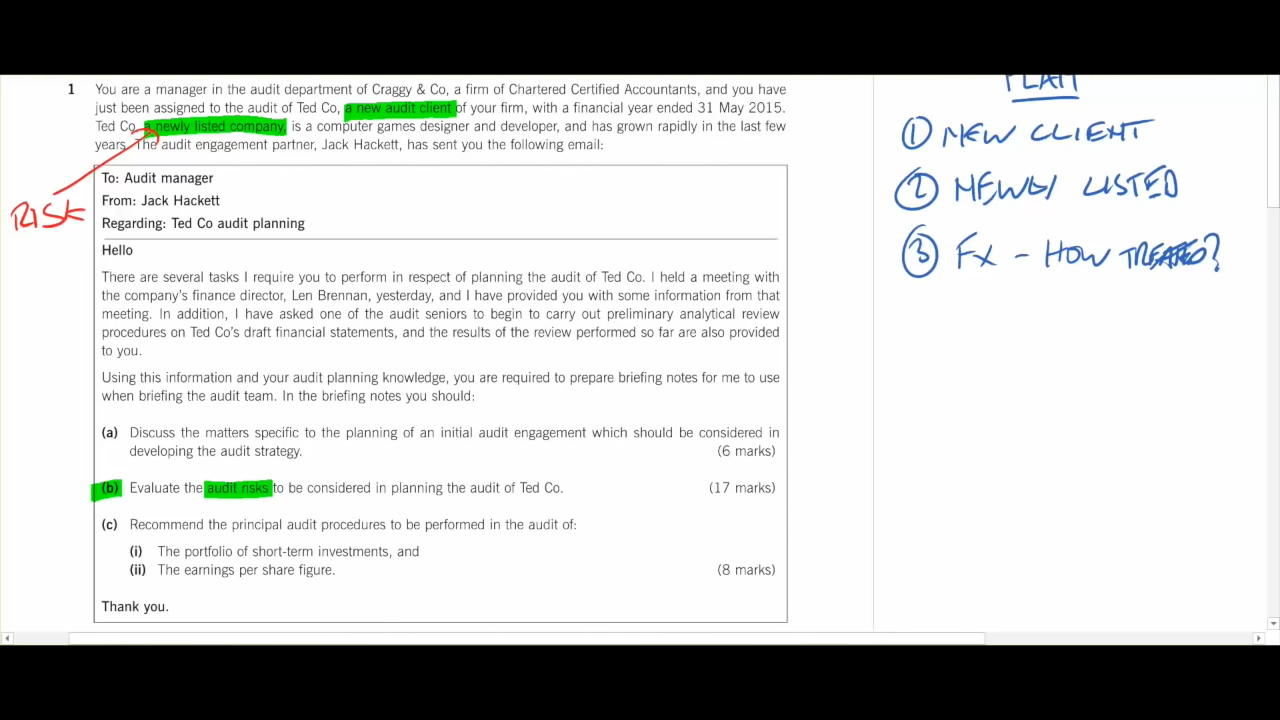 1 You are a manager in the audit department of Craggy & Co, a firm of Chartered Certified Accountants, and you have
just been assigned to the audit of Ted Co, a new audit client of your firm, with a financial year ended 31 May 2015.
Ted Co, a newly listed company, is a computer games designer and developer, and has grown rapidly in the last few
years. The audit engagement partner, Jack Hackett, has sent you the following email:
RISK
To: Audit manager
From: Jack Hackett
Regarding: Ted Co audit planning
Hello
There are several tasks I require you to perform in respect of planning the audit of Ted Co. I held a meeting with
the company's finance director, Len Brennan, yesterday, and I have provided you with some information from that
meeting. In addition, I have asked one of the audit seniors to begin to carry out preliminary analytical review
procedures on Ted Co's draft financial statements, and the results of the review performed so far are also provided
to you.
Using this information and your audit planning knowledge, you are required to prepare briefing notes for me to use
when briefing the audit team. In the briefing notes you should:
(a) Discuss the matters specific to the planning of an initial audit engagement which should be considered in
developing the audit strategy. (6 marks)
(b) Evaluate the audit risks to be considered in planning the audit of Ted Co. (17 marks)
(c) Recommend the principal audit procedures to be performed in the audit of:
(i) The portfolio of short-term investments, and
(ii) The earnings per share figure. (8 marks)
Thank you.
PLAN
① NEW CLIENT
② NEWLY LISTED
③ FX - HOW TREATED?